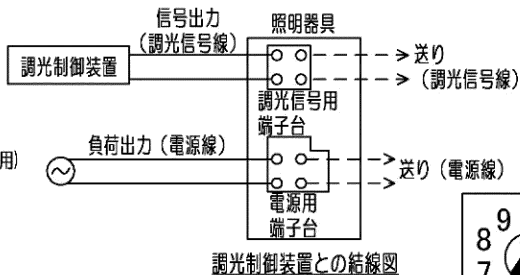 信号出力
(調光信号線)
照明器具
調光制御装置
送り
(調光信号線)
調光信号用
端子台
用)
負荷出力(電源線)
送り(電源線)
電源用
端子台
調光制御装置との結線図
9
8
7